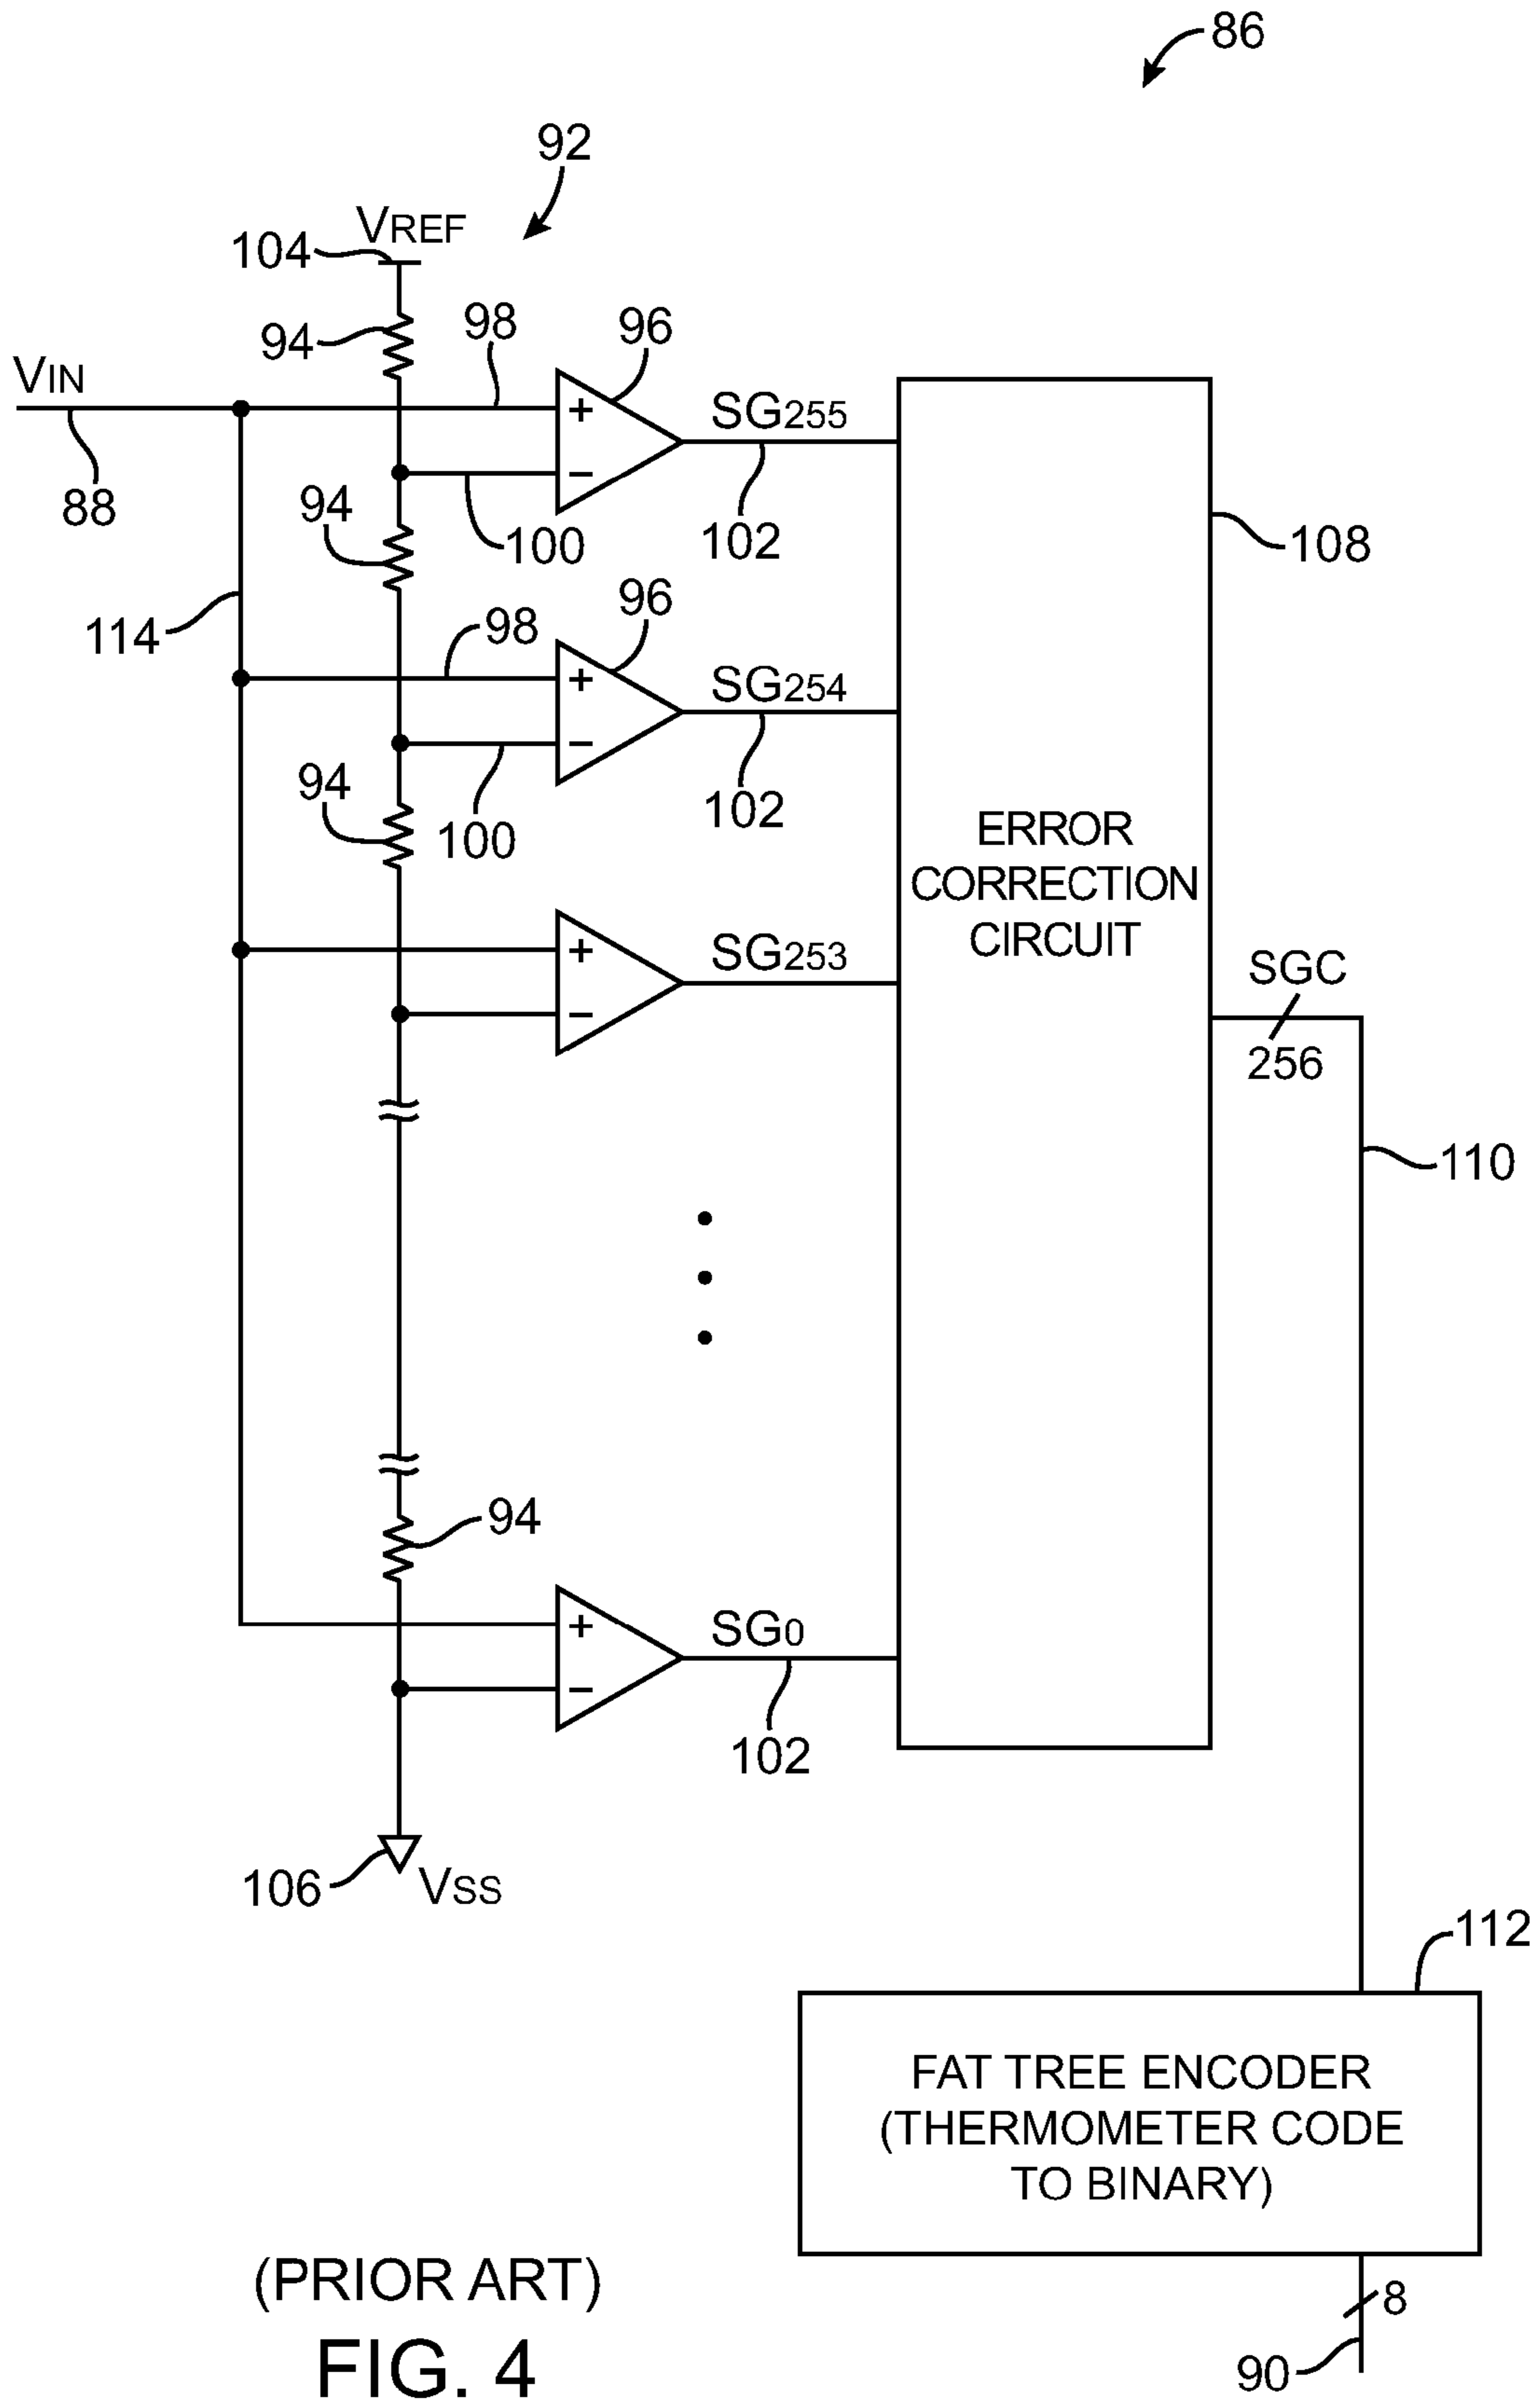 86
92
VREF
104
94
98
96
VIN
SG255
88
94
100
102
108
114
98
96
SG254
94
100
102
ERROR
CORRECTION
CIRCUIT
SG253
SGC
256
110
94
SG0
102
106
VSS
112
FAT TREE ENCODER
(THERMOMETER CODE
TO BINARY)
8
90
(PRIOR ART)
FIG. 4
+
−
+
−
+
−
+
−